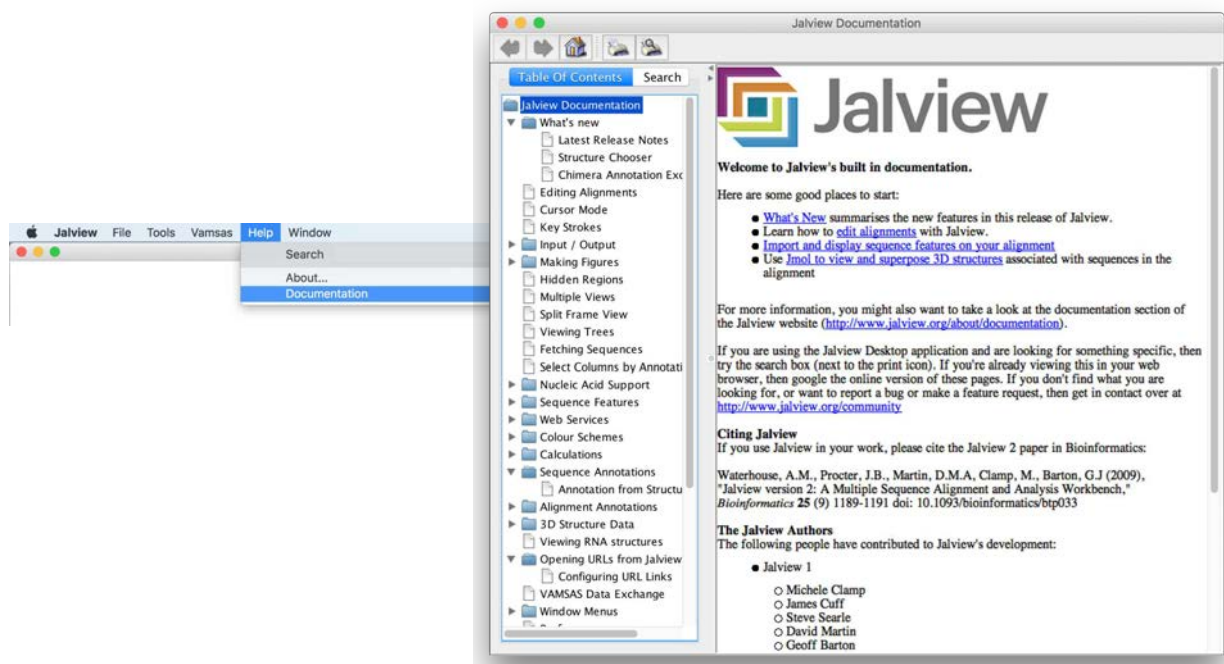 Jalview File Tools Vamsas Help Window
Search
About...
Documentation
Jalview Documentation
Table Of Contents Search
Jalview Documentation
What's new
Latest Release Notes
Structure Chooser
Chimera Annotation Exc
Editing Alignments
Cursor Mode
Key Strokes
Input / Output
Making Figures
Hidden Regions
Multiple Views
Split Frame View
Viewing Trees
Fetching Sequences
Select Columns by Annotati
Nucleic Acid Support
Sequence Features
Web Services
Colour Schemes
Calculations
Sequence Annotations
Annotation from Structu
Alignment Annotations
3D Structure Data
Viewing RNA structures
Opening URLs from Jalview
Configuring URL Links
VAMSAS Data Exchange
Window Menus
Jalview
Welcome to Jalview's built in documentation.
Here are some good places to start:
What's New summarises the new features in this release of Jalview.
Learn how to edit alignments with Jalview.
Import and display sequence features on your alignment
Use Jmol to view and superpose 3D structures associated with sequences in the
alignment
For more information, you might also want to take a look at the documentation section of
the Jalview website (http://www.jalview.org/about/documentation).
If you are using the Jalview Desktop application and are looking for something specific, then
try the search box (next to the print icon). If you're already viewing this in your web
browser, then google the online version of these pages. If you don't find what you are
looking for, or want to report a bug or make a feature request, then get in contact over at
http://www.jalview.org/community
Citing Jalview
If you use Jalview in your work, please cite the Jalview 2 paper in Bioinformatics:
Waterhouse, A.M., Procter, J.B., Martin, D.M.A, Clamp, M., Barton, G.J (2009),
"Jalview version 2: A Multiple Sequence Alignment and Analysis Workbench,"
Bioinformatics 25 (9) 1189-1191 doi: 10.1093/bioinformatics/btp033
The Jalview Authors
The following people have contributed to Jalview's development:
Jalview 1
Michele Clamp
James Cuff
Steve Searle
David Martin
Geoff Barton